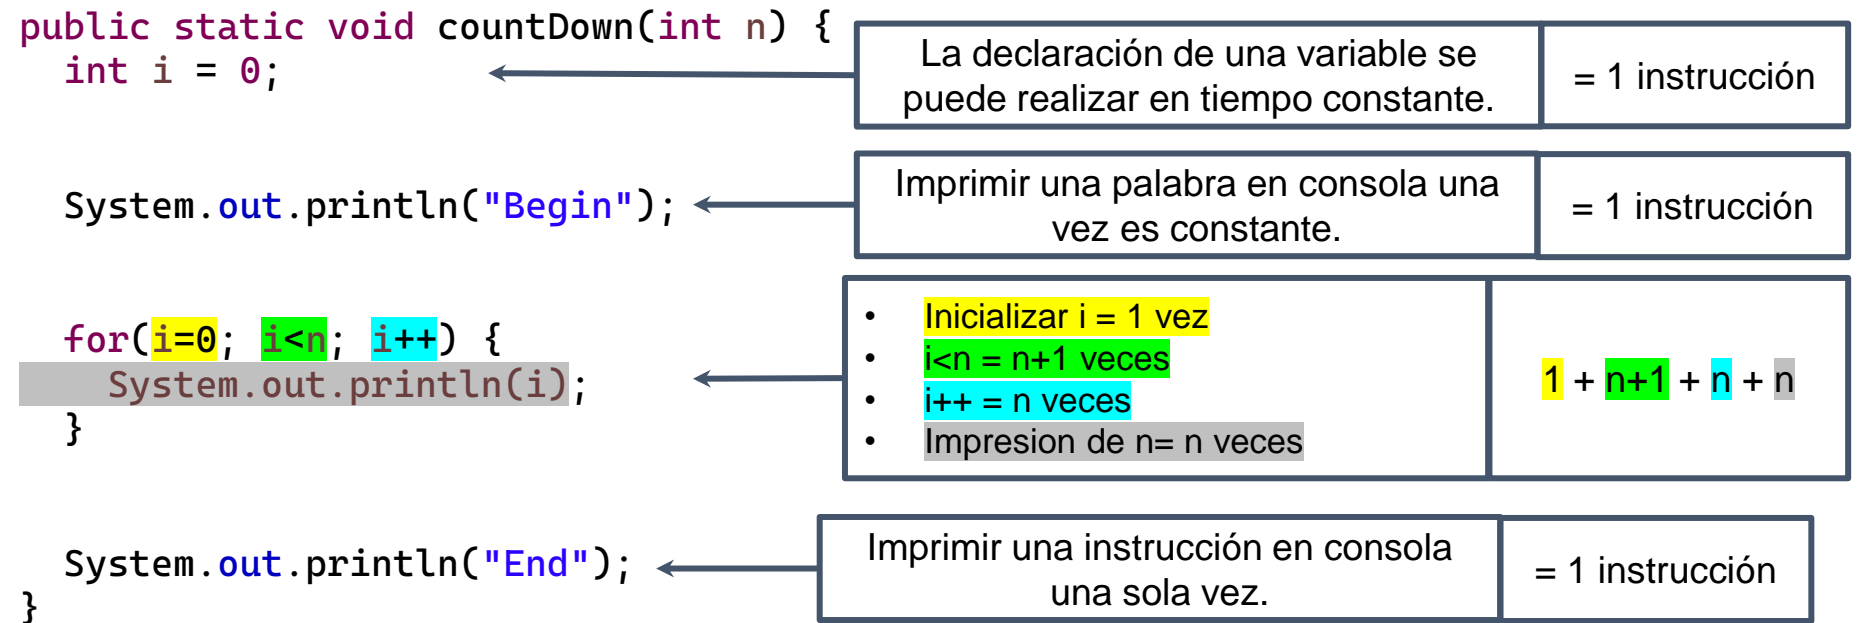 public static void countDown(int n) {
int i = 0;
La declaración de una variable se
puede realizar en tiempo constante.
= 1 instrucción
System.out.println("Begin");
Imprimir una palabra en consola una
vez es constante.
= 1 instrucción
for(i=0; i<n; i++) {
System.out.println(i);
}
• Inicializar i = 1 vez
• i<n = n+1 veces
• i++ = n veces
• Impresion de n= n veces
1 + n+1 + n + n
System.out.println("End");
Imprimir una instrucción en consola
una sola vez.
= 1 instrucción
}